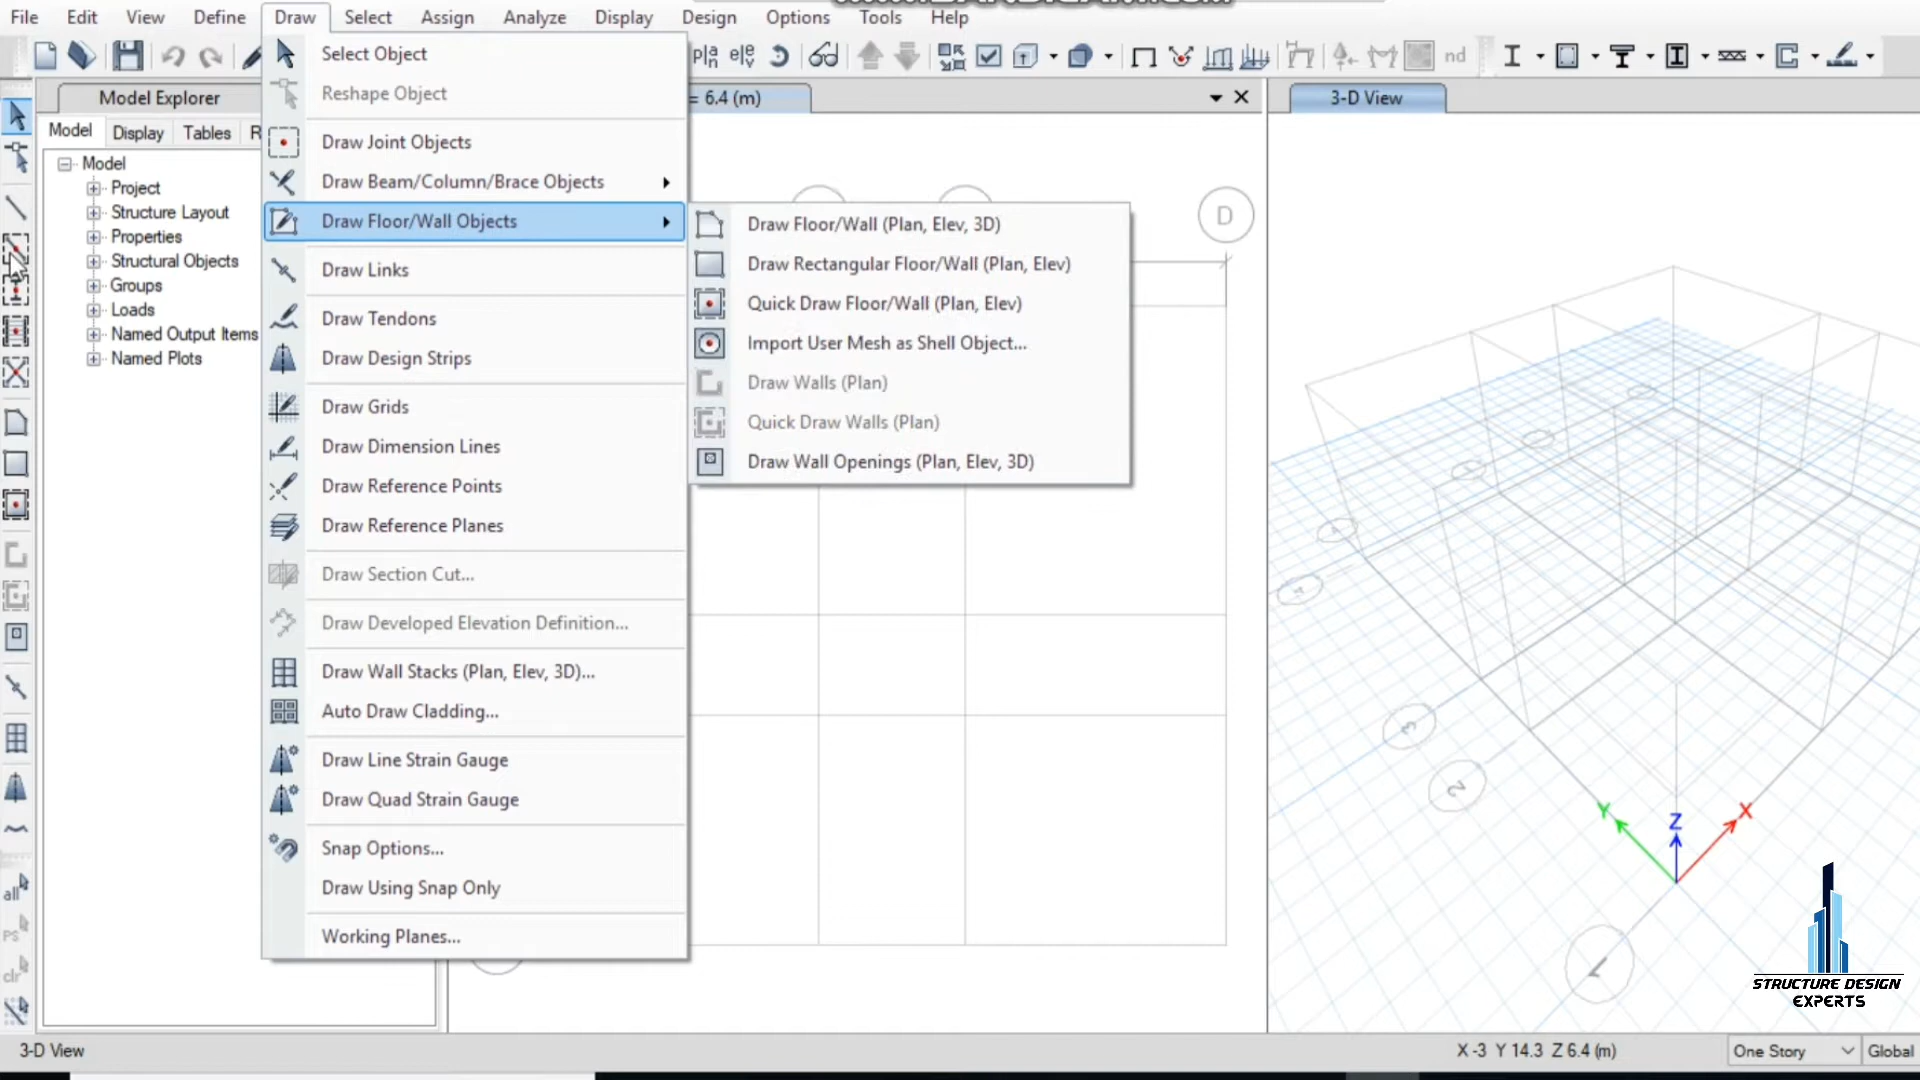 File Edit View Define Draw Select Assign Analyze Display Design Options Tools Help
nd
Model Explorer
= 6.4 (m)
3-D View
Model Display Tables R
Model
Project
Structure Layout
Properties
Structural Objects
Groups
Loads
Named Output Items
Named Plots
Select Object
Reshape Object
Draw Joint Objects
Draw Beam/Column/Brace Objects
Draw Floor/Wall Objects
Draw Links
Draw Tendons
Draw Design Strips
Draw Grids
Draw Dimension Lines
Draw Reference Points
Draw Reference Planes
Draw Section Cut...
Draw Developed Elevation Definition...
Draw Wall Stacks (Plan, Elev, 3D)...
Auto Draw Cladding...
Draw Line Strain Gauge
Draw Quad Strain Gauge
Snap Options...
Draw Using Snap Only
Working Planes...
Draw Floor/Wall (Plan, Elev, 3D)
Draw Rectangular Floor/Wall (Plan, Elev)
Quick Draw Floor/Wall (Plan, Elev)
Import User Mesh as Shell Object...
Draw Walls (Plan)
Quick Draw Walls (Plan)
Draw Wall Openings (Plan, Elev, 3D)
D
3
2
Y Z X
all
ps
clr
STRUCTURE DESIGN
EXPERTS
3-D View
X -3 Y 14.3 Z 6.4 (m)
One Story
Global